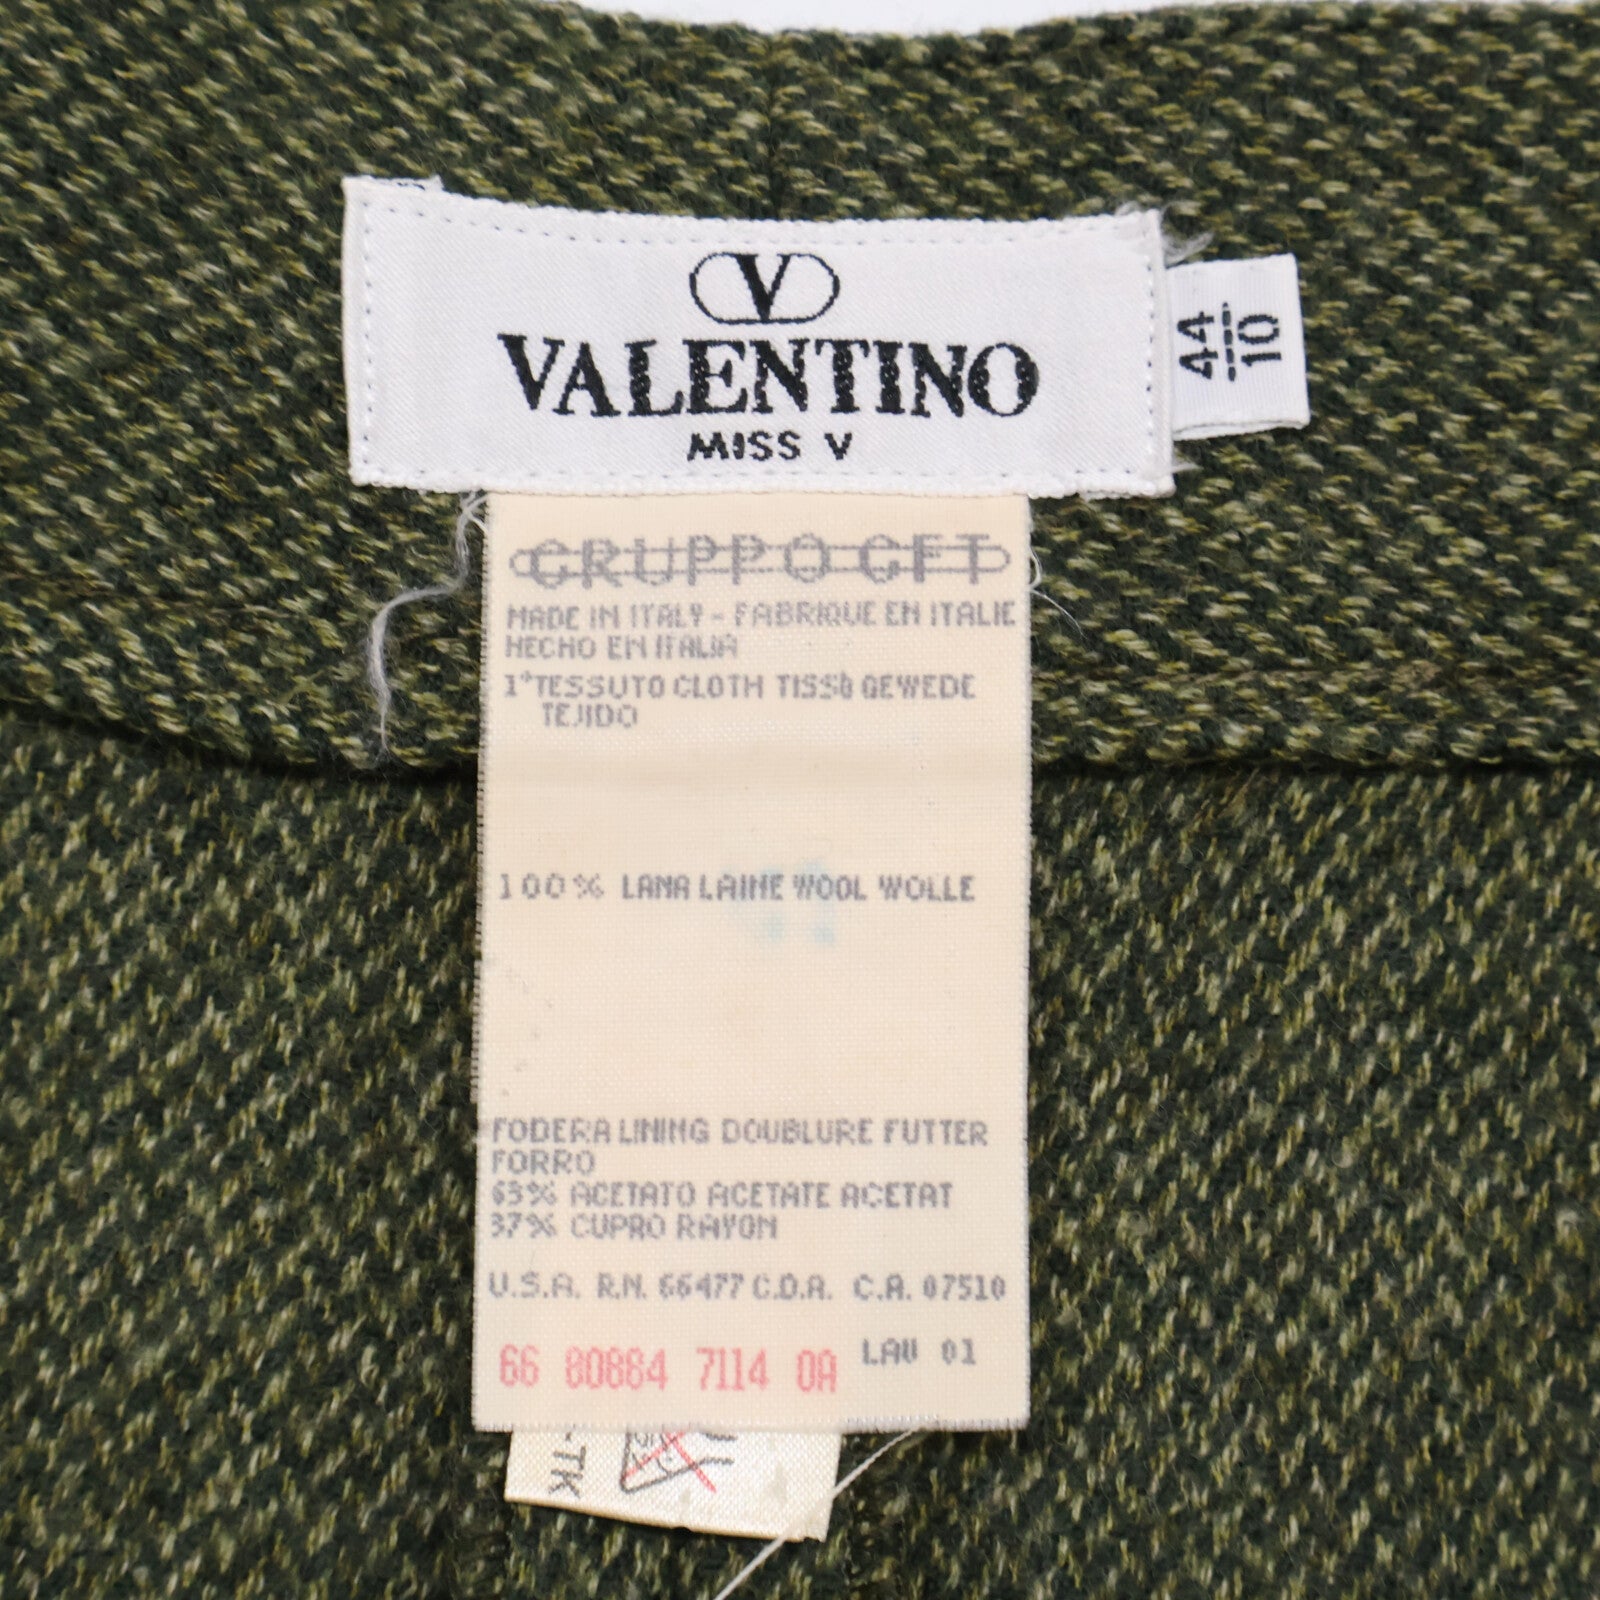 V
VALENTINO
MISS V
44
10
GRUPPO GFT
MADE IN ITALY - FABRIQUE EN ITALIE
HECHO EN ITALIA
1° TESSUTO CLOTH TISSÙ GEWEDE
TEJIDO
100% LANA LAINE WOOL WOLLE
FODERA LINING DOUBLURE FUTTER
FORRO
63% ACETATO ACETATE ACETAT
37% CUPRO RAYON
U.S.A. R.N. 66477 C.D.A. C.A. 07510
66 80884 7114 0A LAV 01
-TK